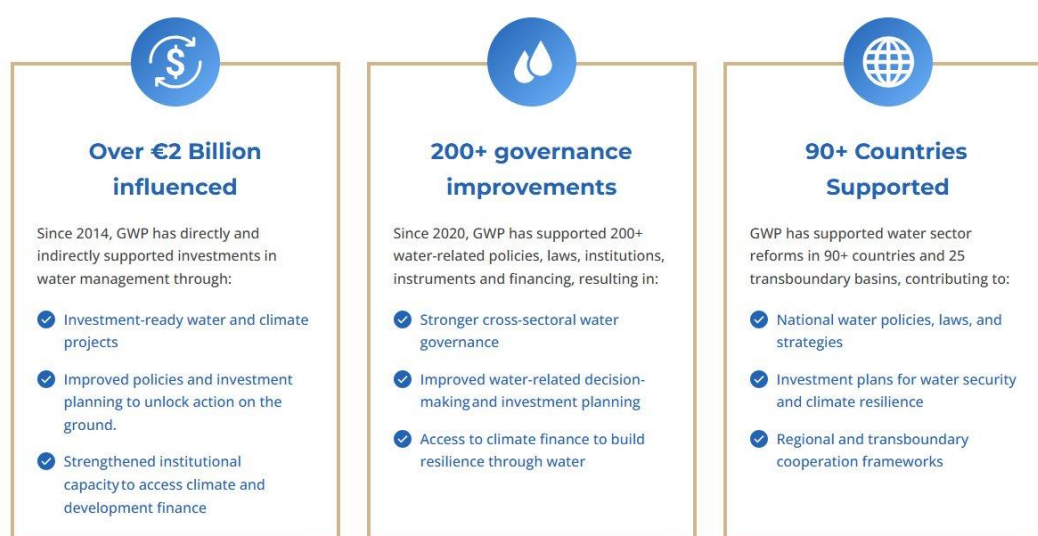 $
Over €2 Billion
influenced
Since 2014, GWP has directly and
indirectly supported investments in
water management through:
Investment-ready water and climate
projects
Improved policies and investment
planning to unlock action on the
ground.
Strengthened institutional
capacity to access climate and
development finance
200+ governance
improvements
Since 2020, GWP has supported 200+
water-related policies, laws, institutions,
instruments and financing, resulting in:
Stronger cross-sectoral water
governance
Improved water-related decision-
making and investment planning
Access to climate finance to build
resilience through water
90+ Countries
Supported
GWP has supported water sector
reforms in 90+ countries and 25
transboundary basins, contributing to:
National water policies, laws, and
strategies
Investment plans for water security
and climate resilience
Regional and transboundary
cooperation frameworks